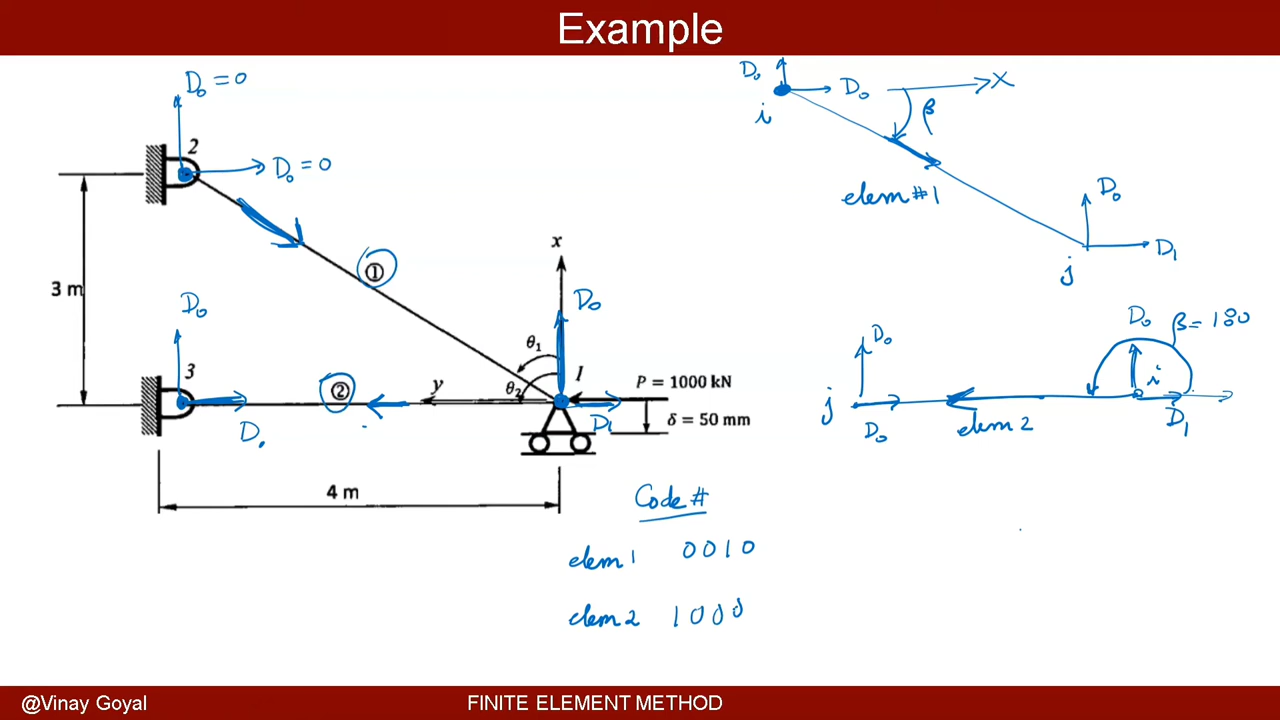 Example
D₀ = 0
2
D₀ = 0
①
3 m
D₀
3
②
D₀
x
D₀
θ₁
θ₂
1
y
D₁
P = 1000 kN
δ = 50 mm
4 m
D₀
D₀
X
i
β
elem #1
D₀
D₁
j
D₀
j
D₀
elem 2
D₀
β = 180
i
D₁
Code #
elem 1 0 0 1 0
elem 2 1 0 0 0
@Vinay Goyal
FINITE ELEMENT METHOD